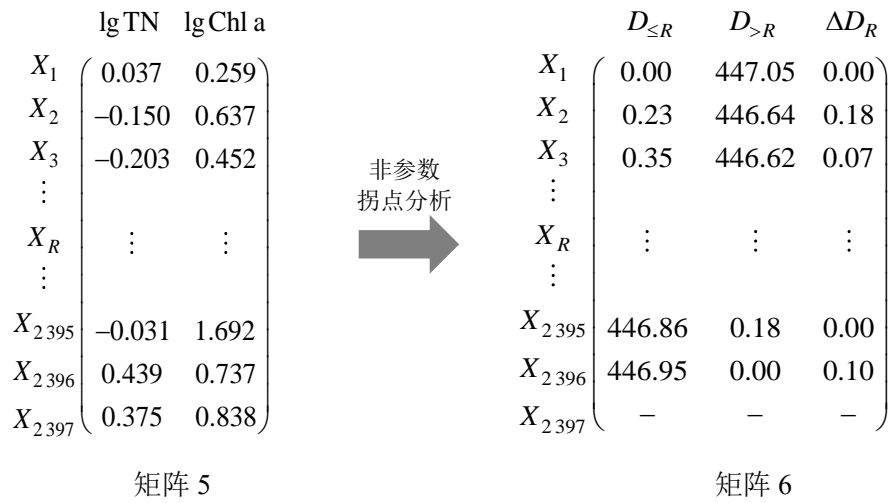 lg TN lg Chl a
X1 0.037 0.259
X2 –0.150 0.637
X3 –0.203 0.452
⋮
XR ⋮ ⋮
⋮
X2 395 –0.031 1.692
X2 396 0.439 0.737
X2 397 0.375 0.838
矩阵 5
非参数
拐点分析
D≤R D>R ΔDR
X1 0.00 447.05 0.00
X2 0.23 446.64 0.18
X3 0.35 446.62 0.07
⋮
XR ⋮ ⋮ ⋮
⋮
X2 395 446.86 0.18 0.00
X2 396 446.95 0.00 0.10
X2 397 – – –
矩阵 6